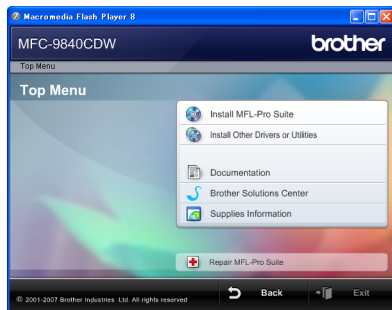 Macromedia Flash Player 8
MFC-9840CDW
brother
Top Menu
Top Menu
Install MFL-Pro Suite
Install Other Drivers or Utilities
Documentation
Brother Solutions Center
Supplies Information
Repair MFL-Pro Suite
© 2001-2007 Brother Industries Ltd. All rights reserved
Back
Exit